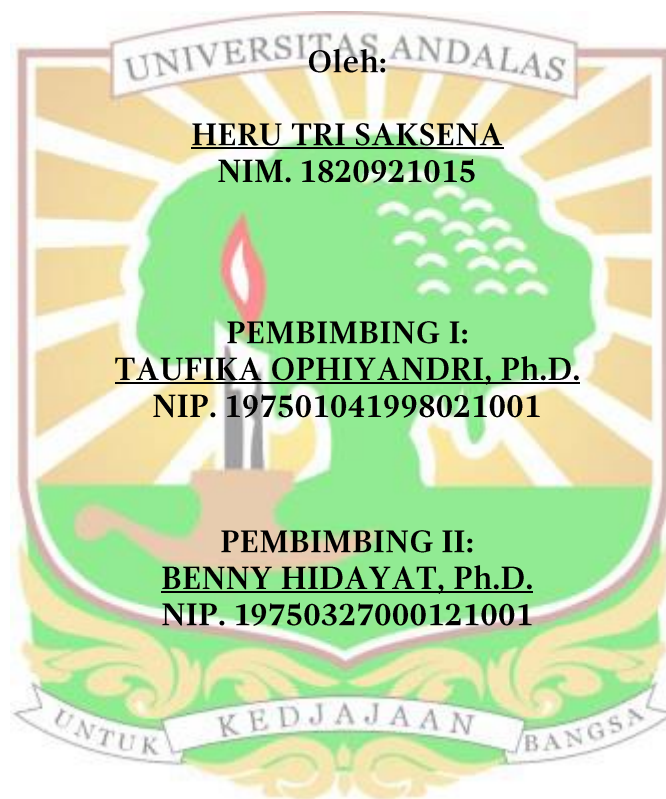 UNIVERSITAS ANDALAS
Oleh:
HERU TRI SAKSENA
NIM. 1820921015
PEMBIMBING I:
TAUFIKA OPHIYANDRI, Ph.D.
NIP. 197501041998021001
PEMBIMBING II:
BENNY HIDAYAT, Ph.D.
NIP. 19750327000121001
UNTUK KEDJAJAAN BANGSA